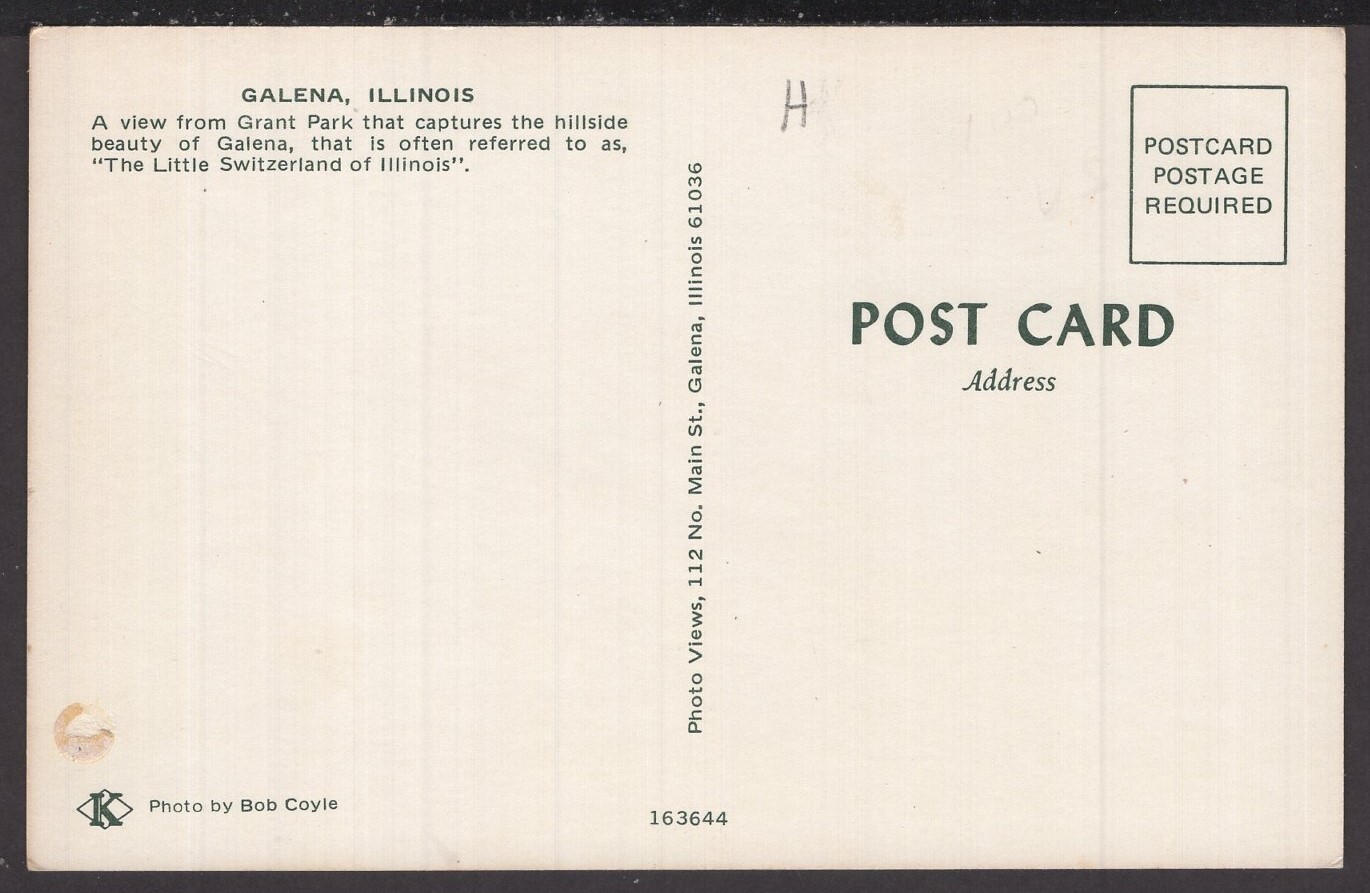 GALENA, ILLINOIS
A view from Grant Park that captures the hillside
beauty of Galena, that is often referred to as,
“The Little Switzerland of Illinois”.
K Photo by Bob Coyle
Photo Views, 112 No. Main St., Galena, Illinois 61036
163644
H
POSTCARD
POSTAGE
REQUIRED
POST CARD
Address